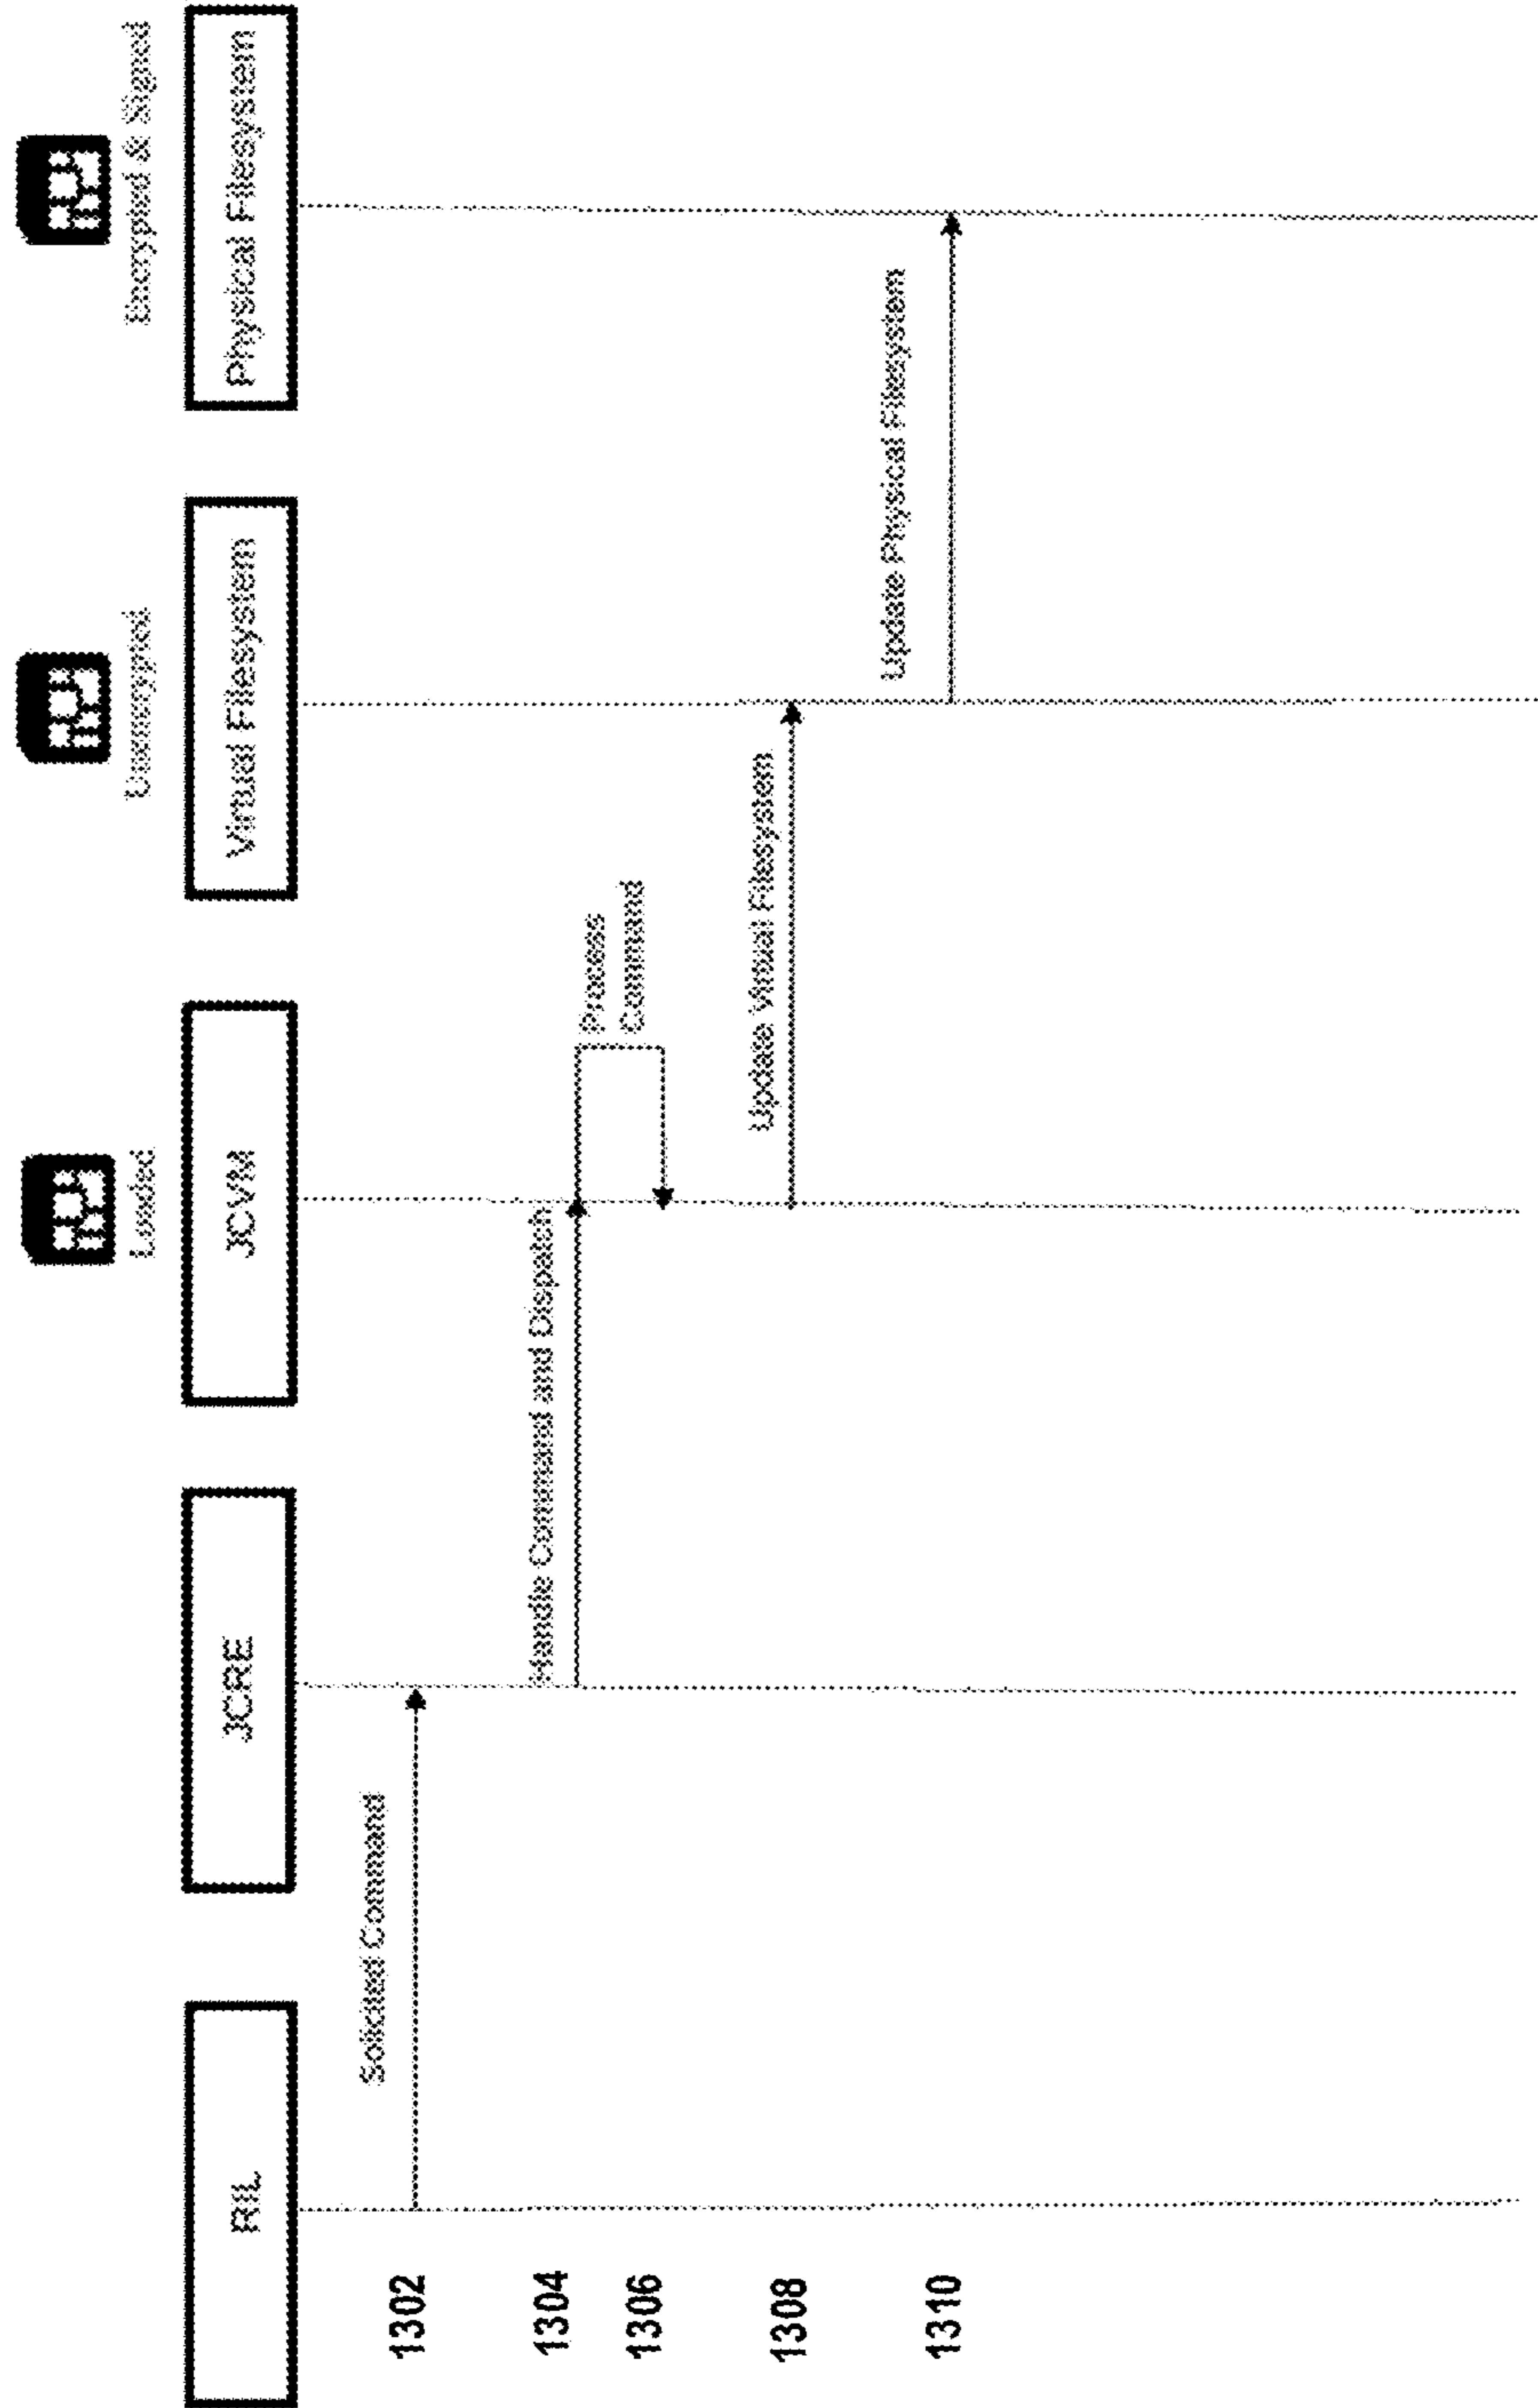 Loaded
Unencrypted
Encrypted & Signed
RIL
JCRE
JCVM
Virtual Filesystem
Physical Filesystem
1302
Solicited Command
1304
Handle Command and Dispatch
1306
Process
Command
1308
Update Virtual Filesystem
1310
Update Physical Filesystem